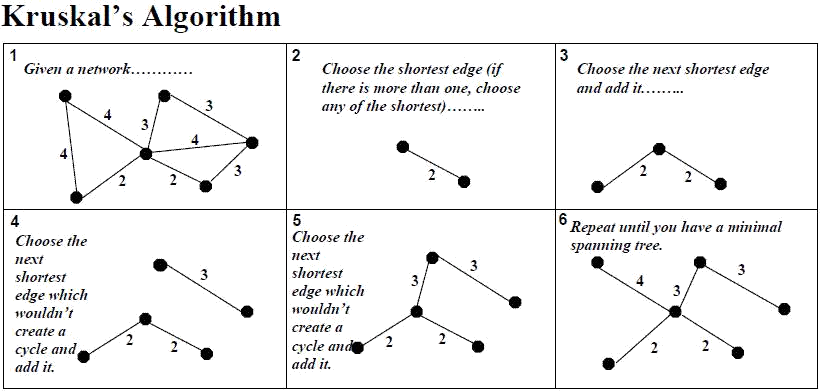 Kruskal's Algorithm
1
Given a network…………
4
3
3
4
4
2
2
3
2
Choose the shortest edge (if
there is more than one, choose
any of the shortest)……..
2
3
Choose the next shortest edge
and add it……...
2
2
4
Choose the
next
shortest
edge which
wouldn't
create a
cycle and
add it.
3
2
2
5
Choose the
next
shortest
edge which
wouldn't
create a
cycle and
add it.
3
3
2
2
6
Repeat until you have a minimal
spanning tree.
4
3
3
2
2